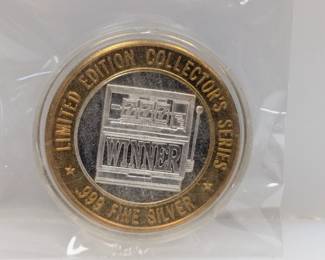 LIMITED EDITION COLLECTOR'S SERIES
WINNER
.999 FINE SILVER